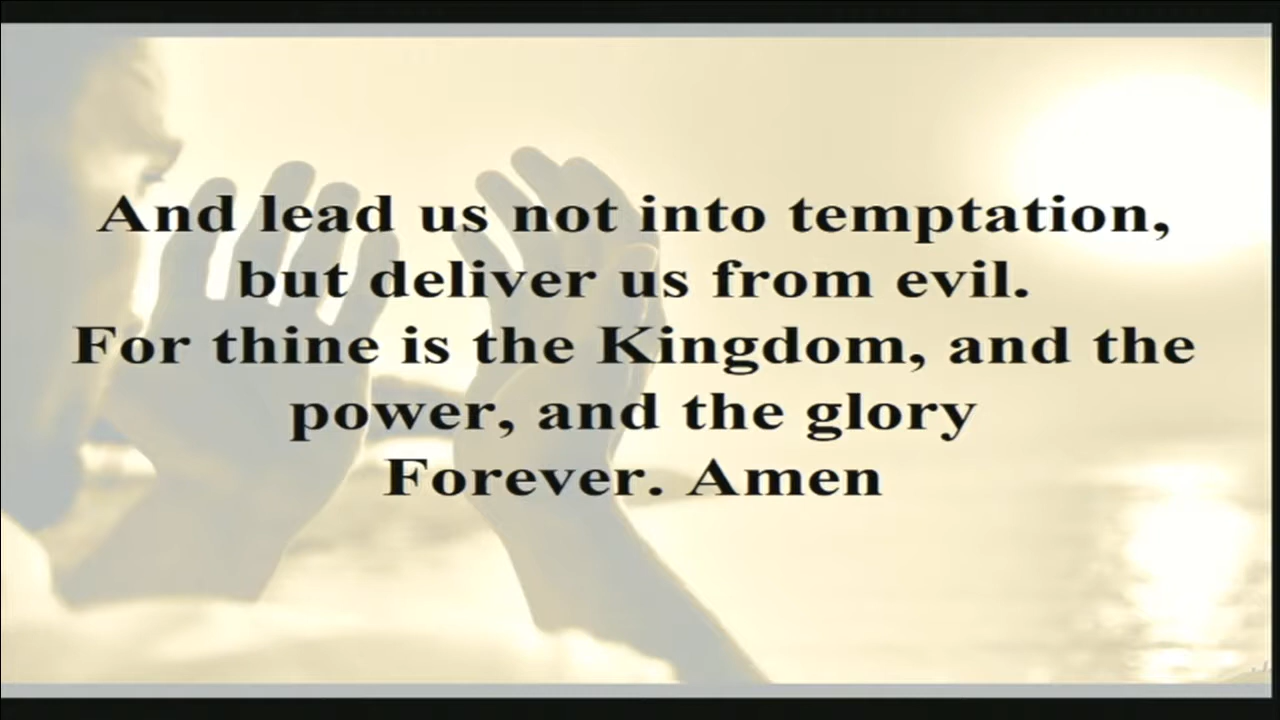 And lead us not into temptation,
but deliver us from evil.
For thine is the Kingdom, and the
power, and the glory
Forever. Amen